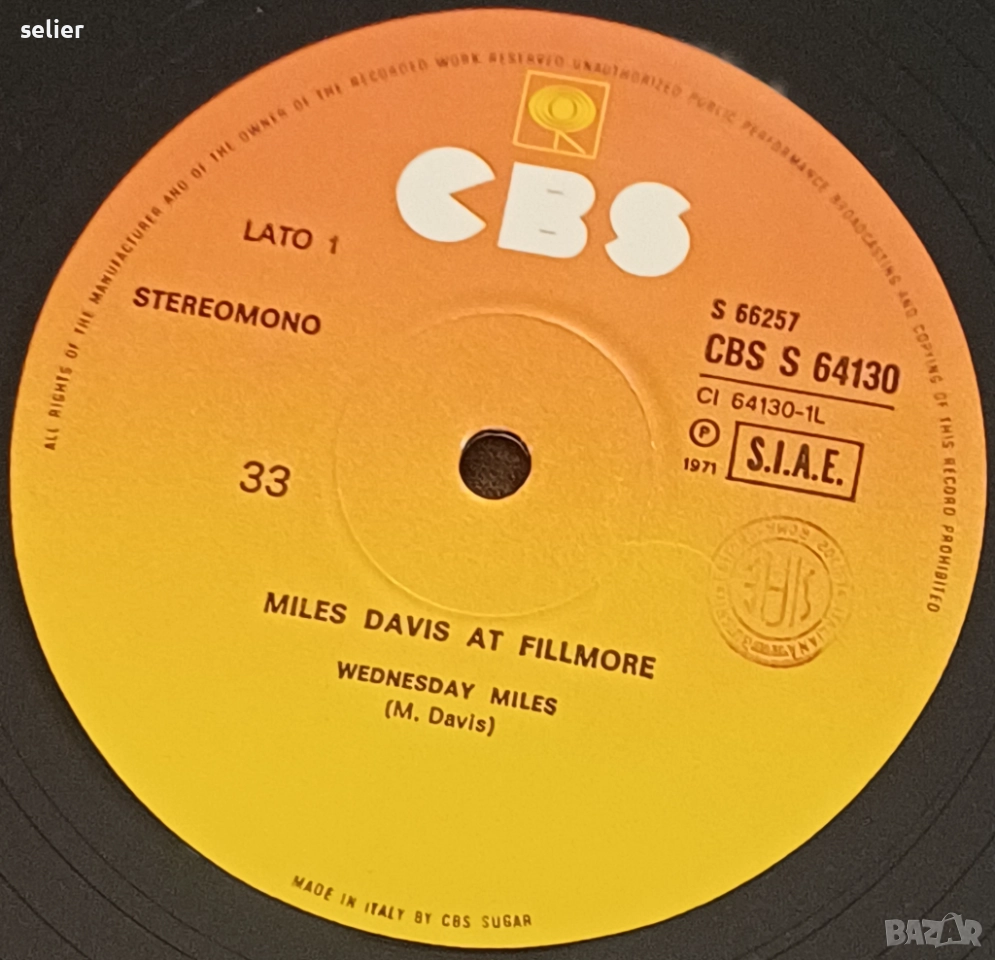 selier
ALL RIGHTS OF THE MANUFACTURER AND OF THE OWNER OF THE RECORDED WORK RESERVED UNAUTHORIZED PUBLIC PERFORMANCE BROADCASTING AND COPYING OF THIS RECORD PROHIBITED
CBS
LATO 1
STEREOMONO
S 66257
CBS S 64130
CI 64130-1L
P
1971
S.I.A.E.
33
MILES DAVIS AT FILLMORE
WEDNESDAY MILES
(M. Davis)
MADE IN ITALY BY CBS SUGAR
BAZAR